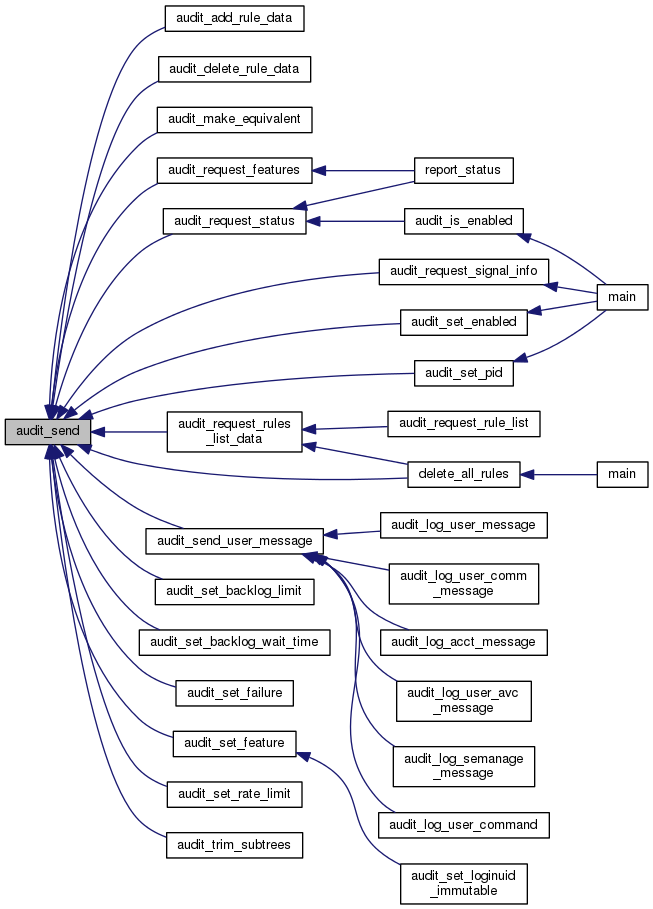 audit_add_rule_data
audit_delete_rule_data
audit_make_equivalent
audit_request_features
report_status
audit_request_status
audit_is_enabled
audit_request_signal_info
main
audit_set_enabled
audit_set_pid
audit_send
audit_request_rules
_list_data
audit_request_rule_list
delete_all_rules
main
audit_send_user_message
audit_log_user_message
audit_log_user_comm
_message
audit_set_backlog_limit
audit_set_backlog_wait_time
audit_log_acct_message
audit_set_failure
audit_log_user_avc
_message
audit_set_feature
audit_log_semanage
_message
audit_set_rate_limit
audit_log_user_command
audit_trim_subtrees
audit_set_loginuid
_immutable